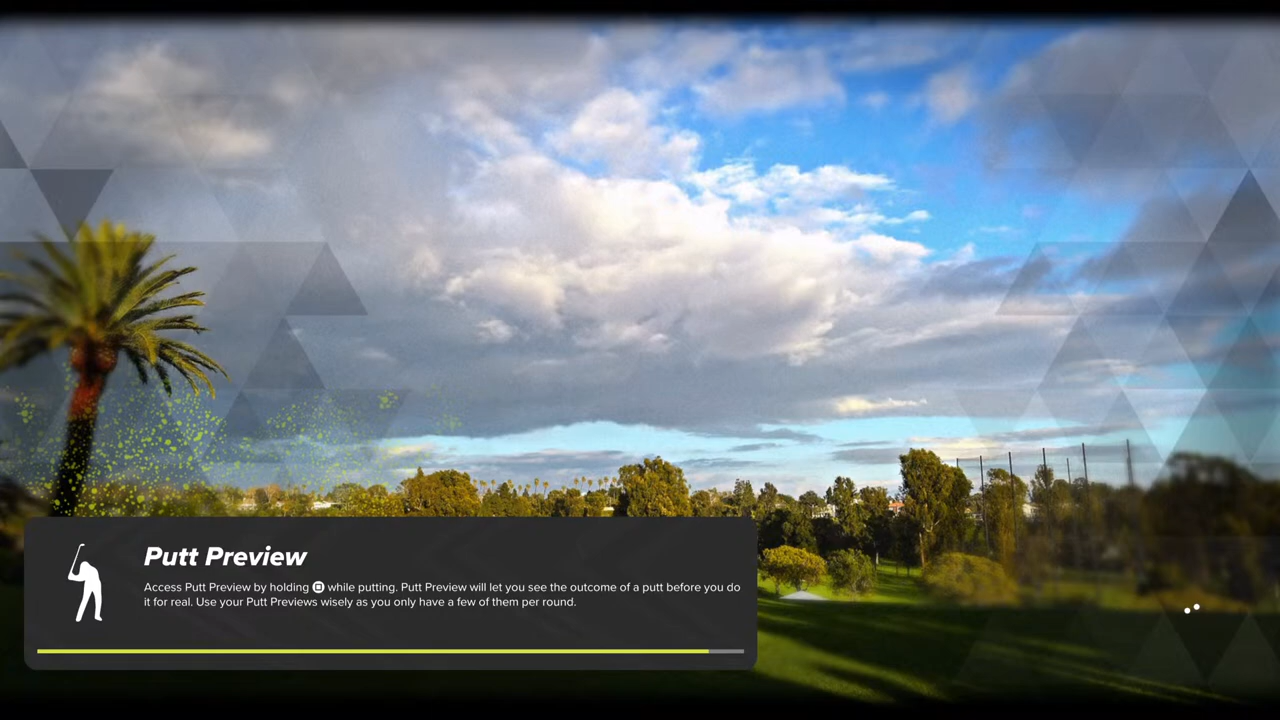 Putt Preview
Access Putt Preview by holding while putting. Putt Preview will let you see the outcome of a putt before you do
it for real. Use your Putt Previews wisely as you only have a few of them per round.